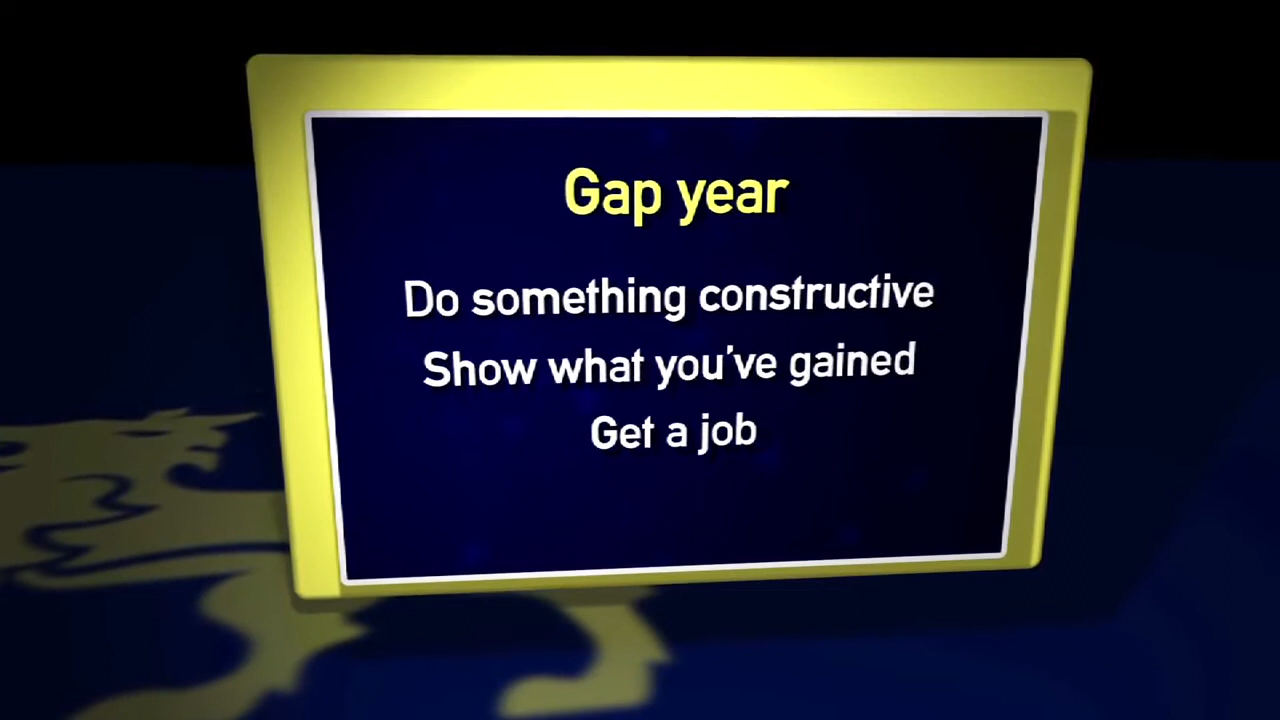 Gap year
Do something constructive
Show what you've gained
Get a job